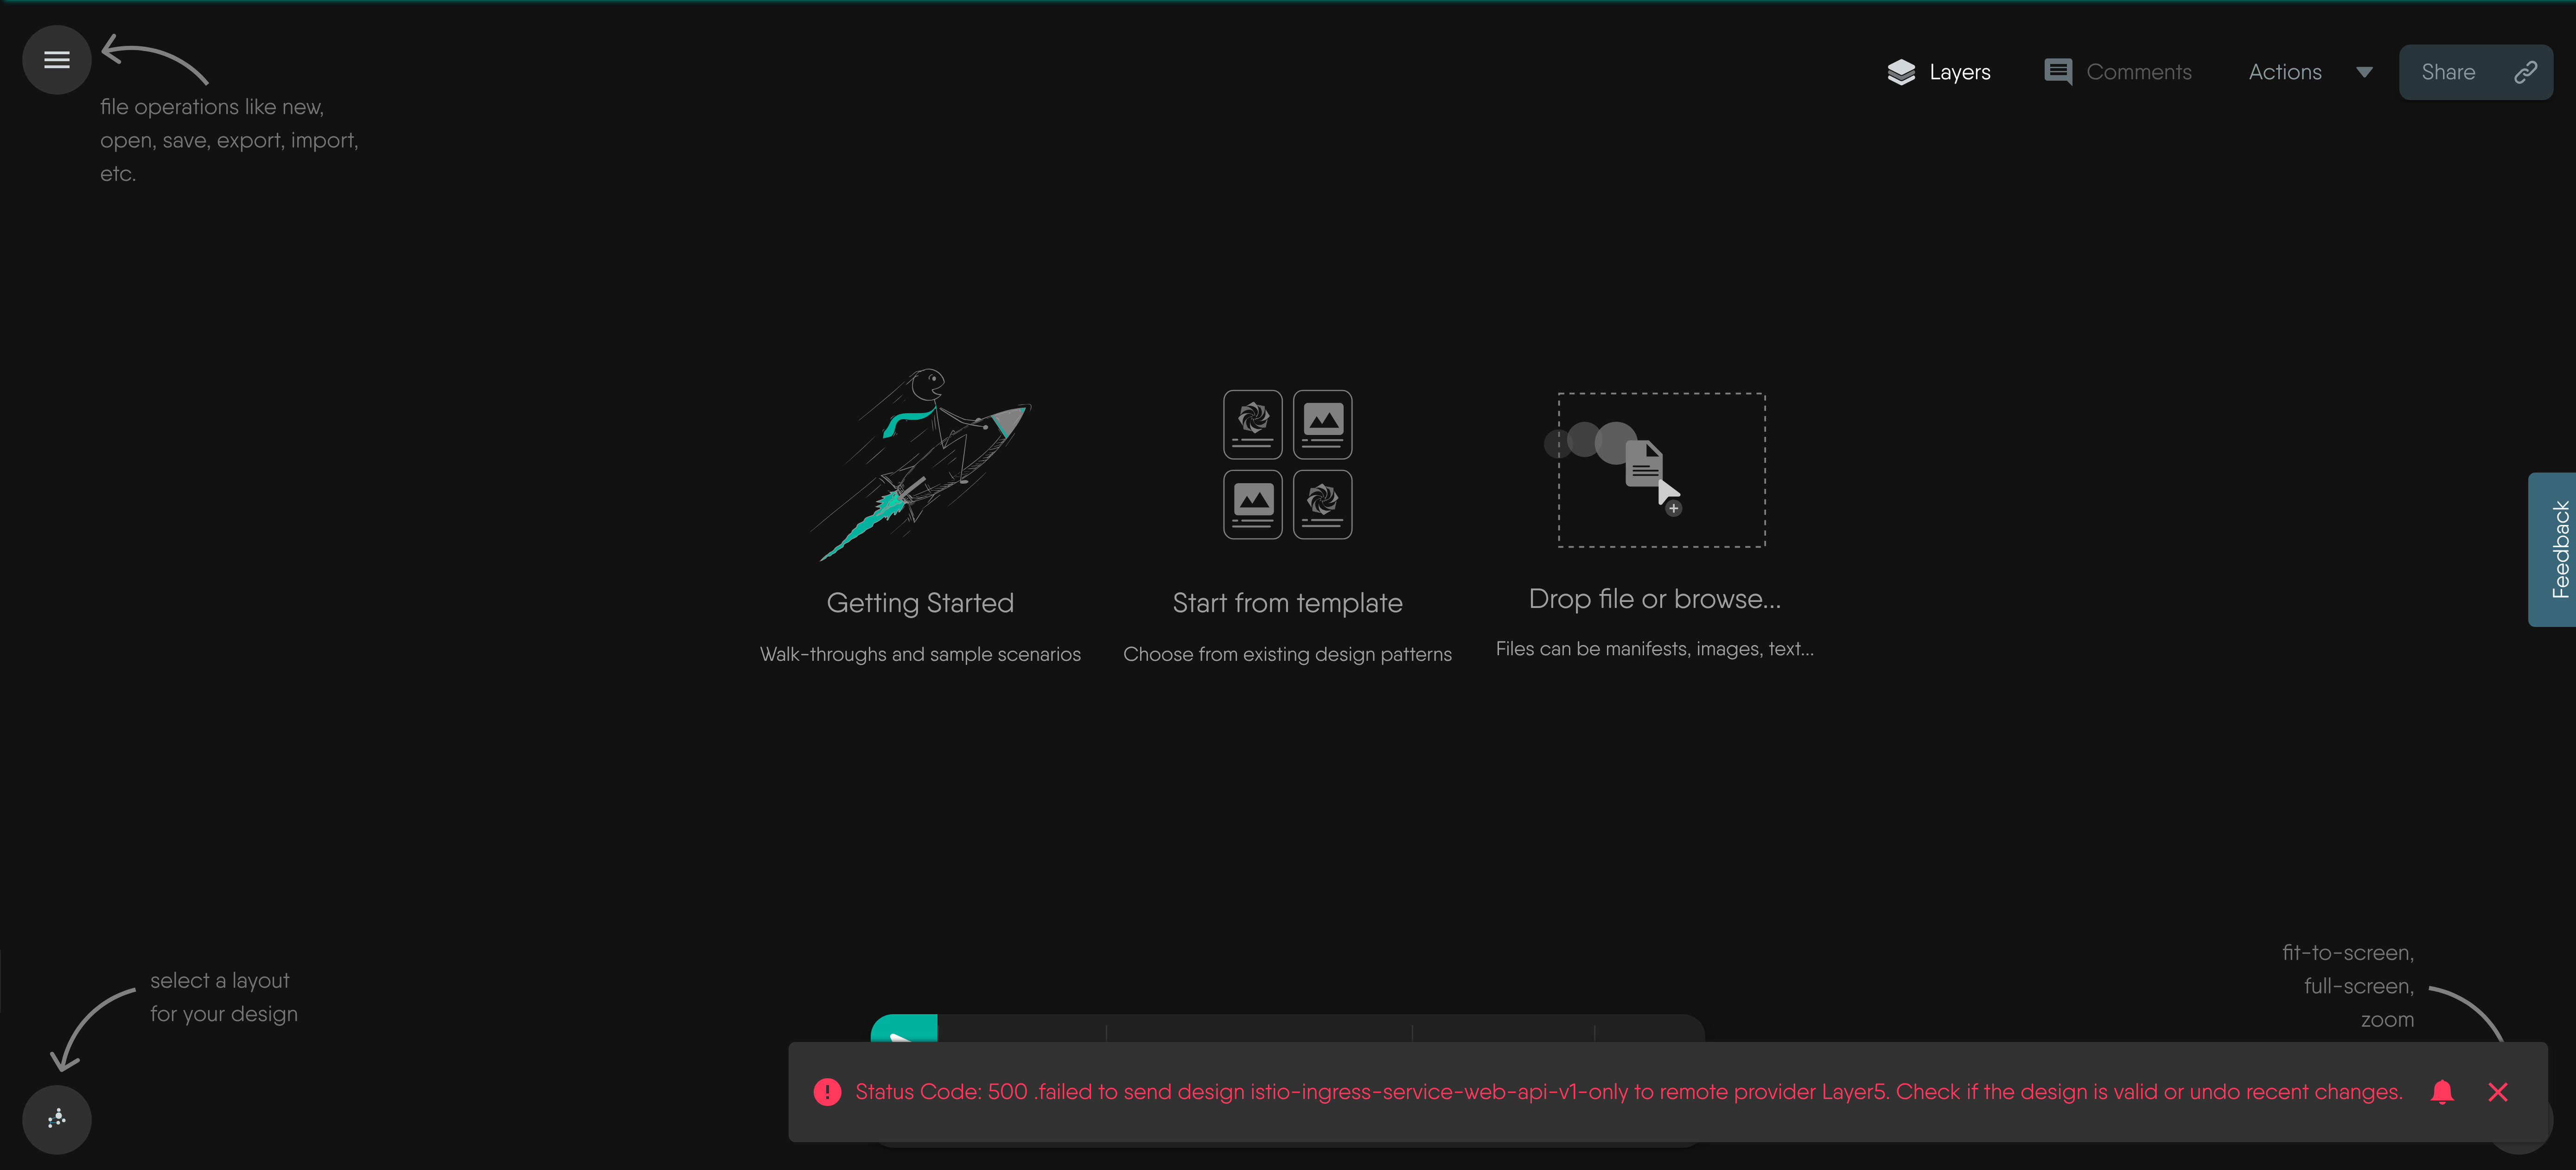 file operations like new,
open, save, export, import,
etc.
Layers
Comments
Actions
Share
Getting Started
Walk-throughs and sample scenarios
Start from template
Choose from existing design patterns
Drop file or browse...
Files can be manifests, images, text...
Feedback
select a layout
for your design
fit-to-screen,
full-screen,
zoom
Status Code: 500 .failed to send design istio-ingress-service-web-api-v1-only to remote provider Layer5. Check if the design is valid or undo recent changes.